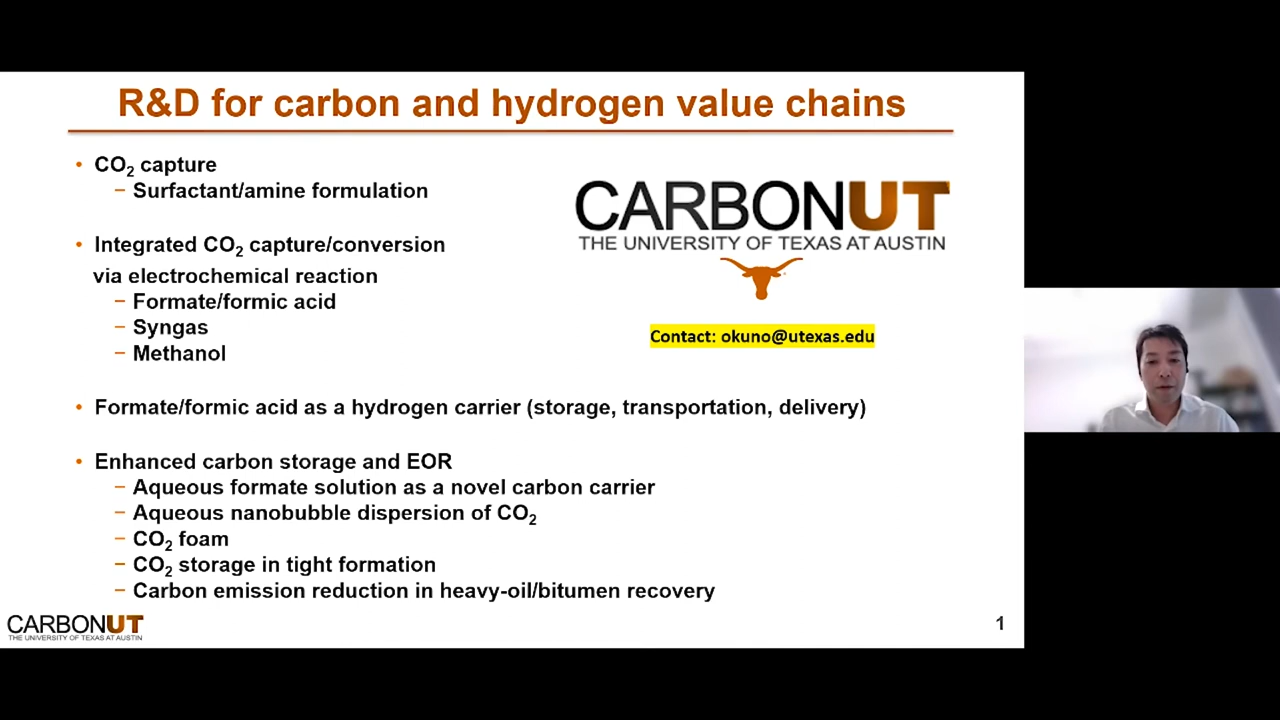 R&D for carbon and hydrogen value chains
• CO₂ capture
− Surfactant/amine formulation
• Integrated CO₂ capture/conversion
via electrochemical reaction
− Formate/formic acid
− Syngas
− Methanol
CARBONUT
THE UNIVERSITY OF TEXAS AT AUSTIN
Contact: okuno@utexas.edu
• Formate/formic acid as a hydrogen carrier (storage, transportation, delivery)
• Enhanced carbon storage and EOR
− Aqueous formate solution as a novel carbon carrier
− Aqueous nanobubble dispersion of CO₂
− CO₂ foam
− CO₂ storage in tight formation
− Carbon emission reduction in heavy-oil/bitumen recovery
CARBONUT
THE UNIVERSITY OF TEXAS AT AUSTIN
1